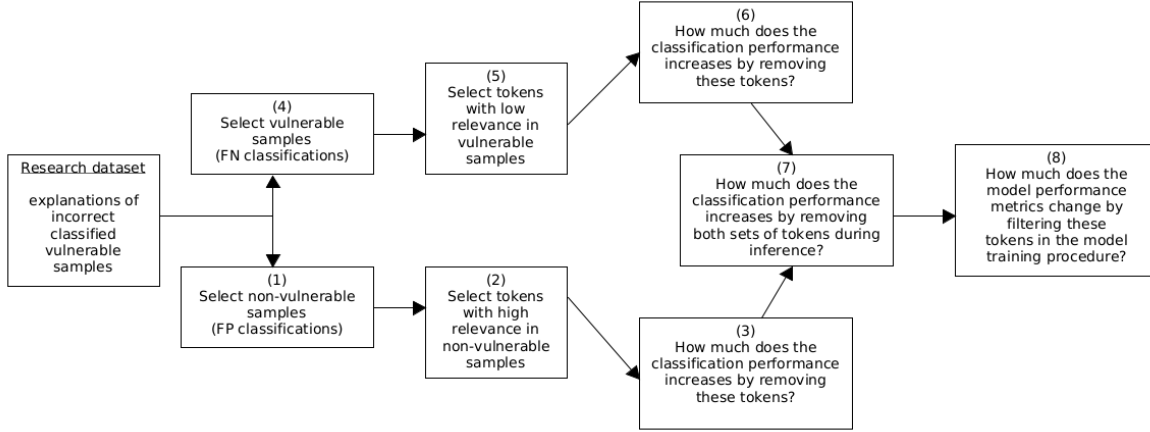 Research dataset
explanations of
incorrect
classified
vulnerable
samples
(4)
Select vulnerable
samples
(FN classifications)
(1)
Select non-vulnerable
samples
(FP classifications)
(5)
Select tokens
with low
relevance in
vulnerable
samples
(2)
Select tokens
with high
relevance in
non-vulnerable
samples
(6)
How much does the
classification performance
increases by removing
these tokens?
(3)
How much does the
classification performance
increases by removing
these tokens?
(7)
How much does the
classification performance
increases by removing
both sets of tokens during
inference?
(8)
How much does the
model performance
metrics change by
filtering these
tokens in the model
training procedure?